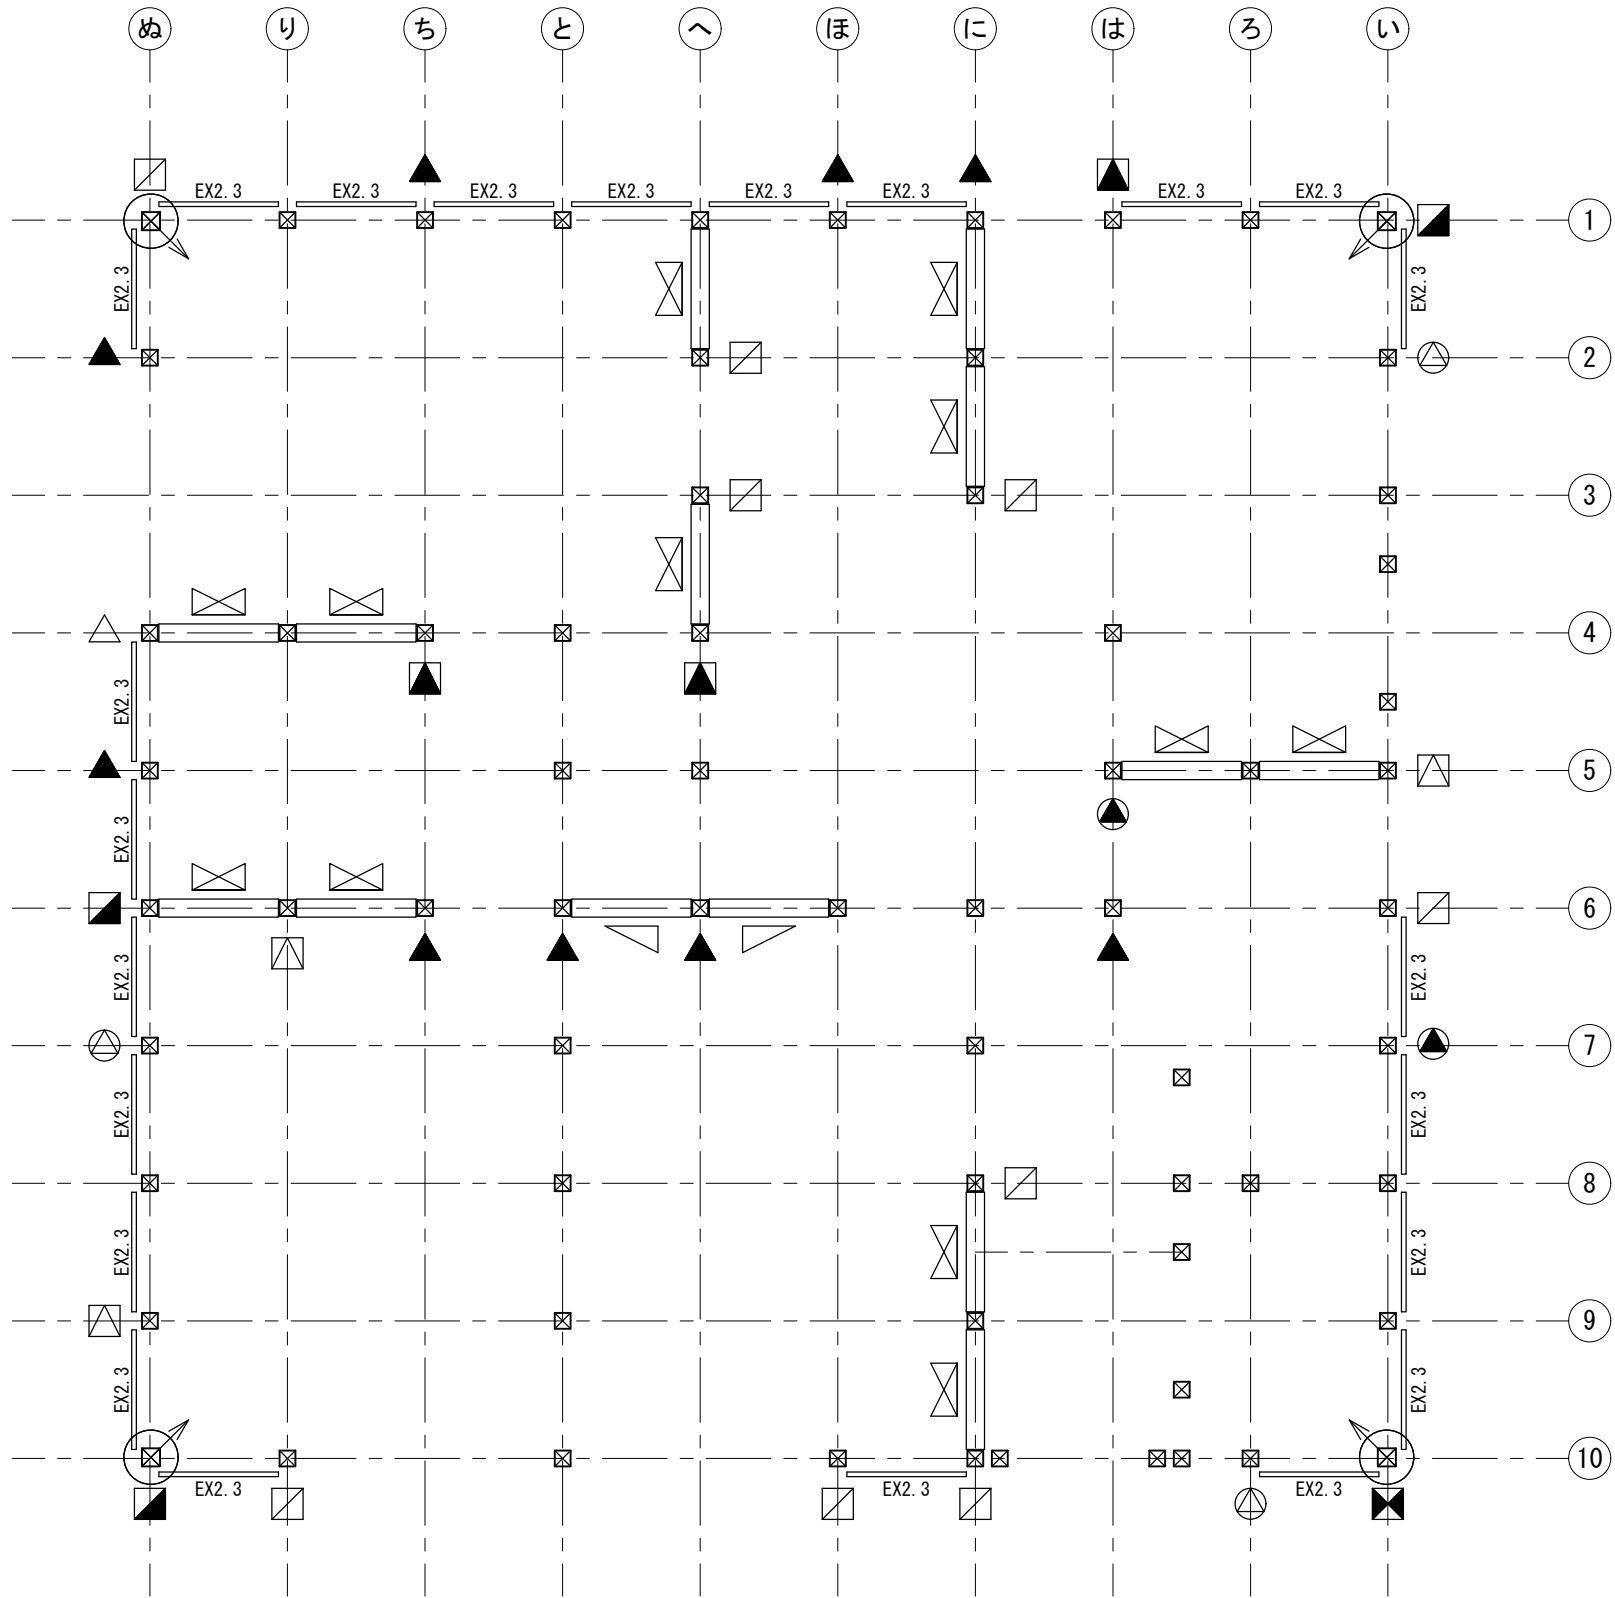 ぬ り ち と へ ほ に は ろ い
EX2.3 EX2.3 EX2.3 EX2.3 EX2.3 EX2.3 EX2.3 EX2.3
1
EX2.3 EX2.3
2
3
4
EX2.3
5
EX2.3
6
EX2.3 EX2.3
7
EX2.3 EX2.3
8
EX2.3 EX2.3
9
EX2.3 EX2.3
10
EX2.3 EX2.3 EX2.3